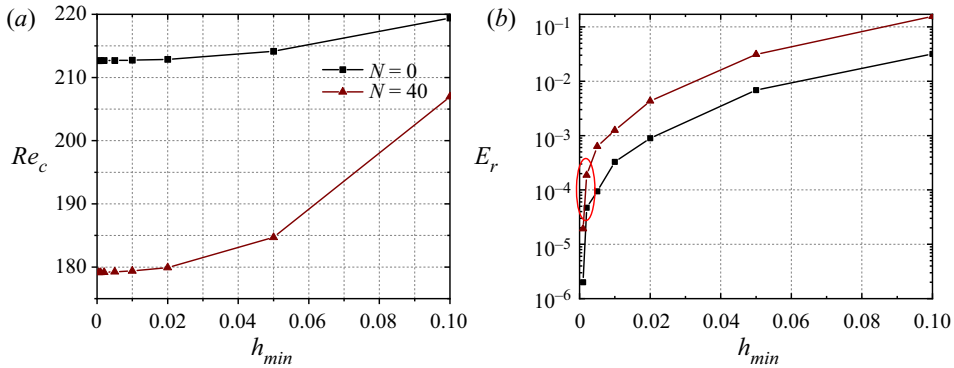 (a)
220
210
200
190
180
Re_c
N = 0
N = 40
0 0.02 0.04 0.06 0.08 0.10
h_min
(b)
10^−1
10^−2
10^−3
10^−4
10^−5
10^−6
E_r
0 0.02 0.04 0.06 0.08 0.10
h_min